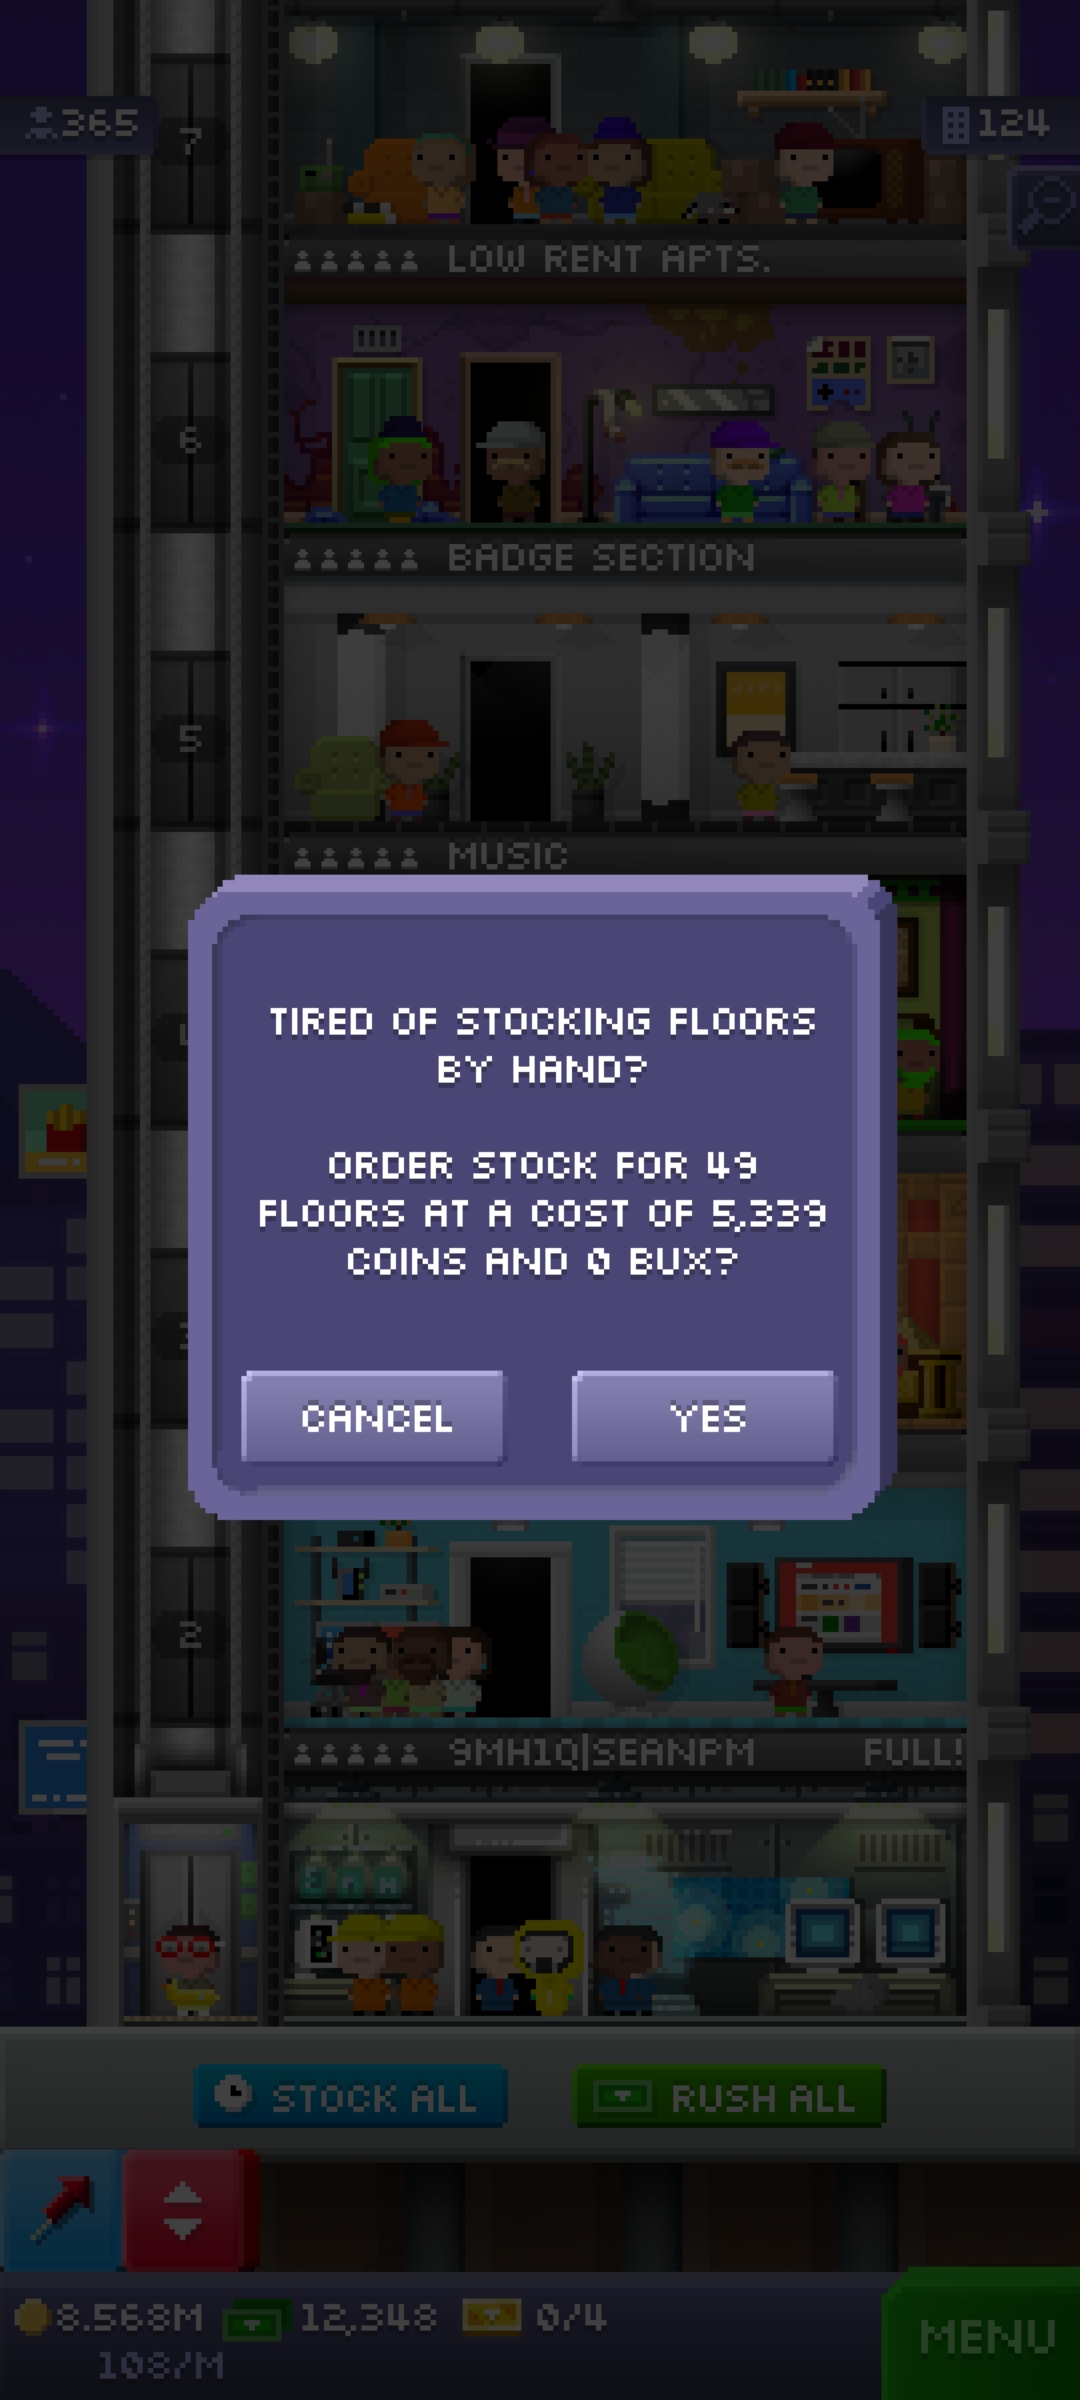 365
124
7
LOW RENT APTS.
6
BADGE SECTION
5
MUSIC
TIRED OF STOCKING FLOORS
BY HAND?
ORDER STOCK FOR 49
FLOORS AT A COST OF 5,339
COINS AND 0 BUX?
CANCEL
YES
2
9MH1Q|SEANPM
FULL!
STOCK ALL
RUSH ALL
8.568M
12,348
0/4
108/M
MENU